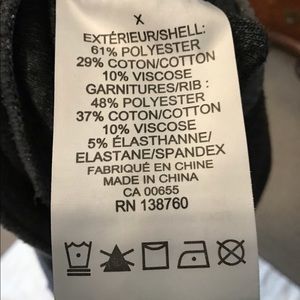 X
EXTÉRIEUR/SHELL:
61% POLYESTER
29% COTON/COTTON
10% VISCOSE
GARNITURES/RIB :
48% POLYESTER
37% COTON/COTTON
10% VISCOSE
5% ÉLASTHANNE/
ELASTANE/SPANDEX
FABRIQUÉ EN CHINE
MADE IN CHINA
CA 00655
RN 138760